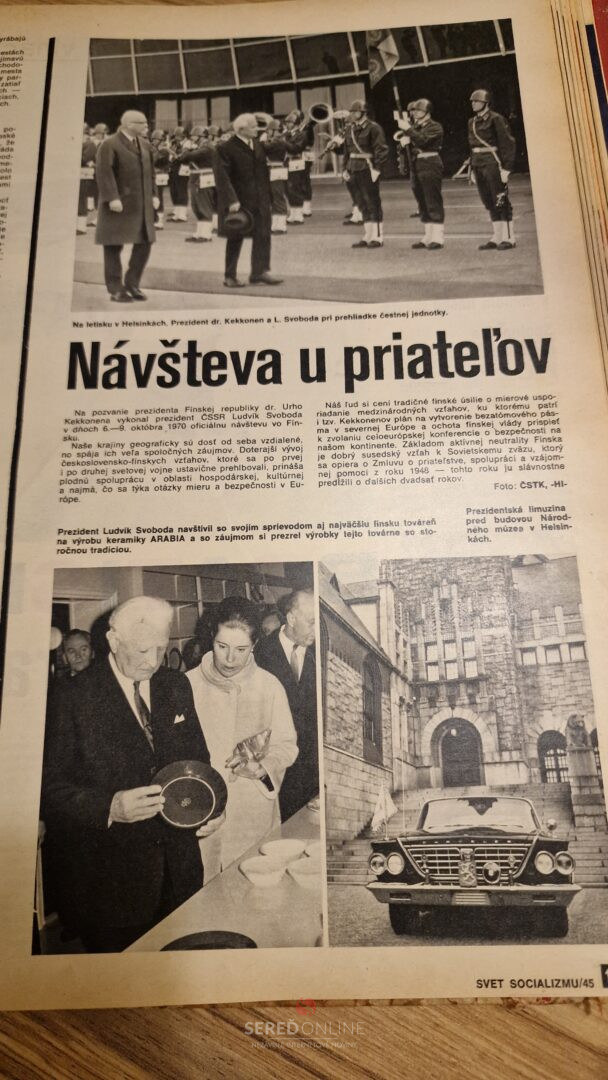 Na letisku v Helsinkách. Prezident dr. Kekkonen a L. Svoboda pri prehliadke čestnej jednotky.
Návšteva u priateľov
Na pozvanie prezidenta Fínskej republiky dr. Urho
Kekkonena vykonal prezident ČSSR Ludvík Svoboda
v dňoch 6.—9. októbra 1970 oficiálnu návštevu vo Fín-
sku.
Naše krajiny geograficky sú dosť od seba vzdialené,
no spája ich veľa spoločných záujmov. Doterajší vývoj
československo-fínskych vzťahov, ktoré sa po prvej
i po druhej svetovej vojne ustavične prehlbovali, prináša
plodnú spoluprácu v oblasti hospodárskej, kultúrnej
a najmä, čo sa týka otázky mieru a bezpečnosti v Eu-
rópe.
Náš ľud si cení tradičné fínske úsilie o mierové uspo-
riadanie medzinárodných vzťahov, ku ktorému patrí
i tzv. Kekkonenov plán na vytvorenie bezatómového pás-
ma v severnej Európe a ochota fínskej vlády prispieť
k zvolaniu celoeurópskej konferencie o bezpečnosti na
našom kontinente. Základom aktívnej neutrality Fínska
je dobrý susedský vzťah k Sovietskemu zväzu, ktorý
sa opiera o Zmluvu o priateľstve, spolupráci a vzájom-
nej pomoci z roku 1948 — tohto roku ju slávnostne
predĺžili o ďalších dvadsať rokov.
Foto: ČSTK, -HI-
Prezident Ludvík Svoboda navštívil so svojím sprievodom aj najväčšiu fínsku továreň
na výrobu keramiky ARABIA a so záujmom si prezrel výrobky tejto továrne so sto-
ročnou tradíciou.
Prezidentská limuzína
pred budovou Národ-
ného múzea v Helsin-
kách.
SVET SOCIALIZMU/45
SEREĎONLINE